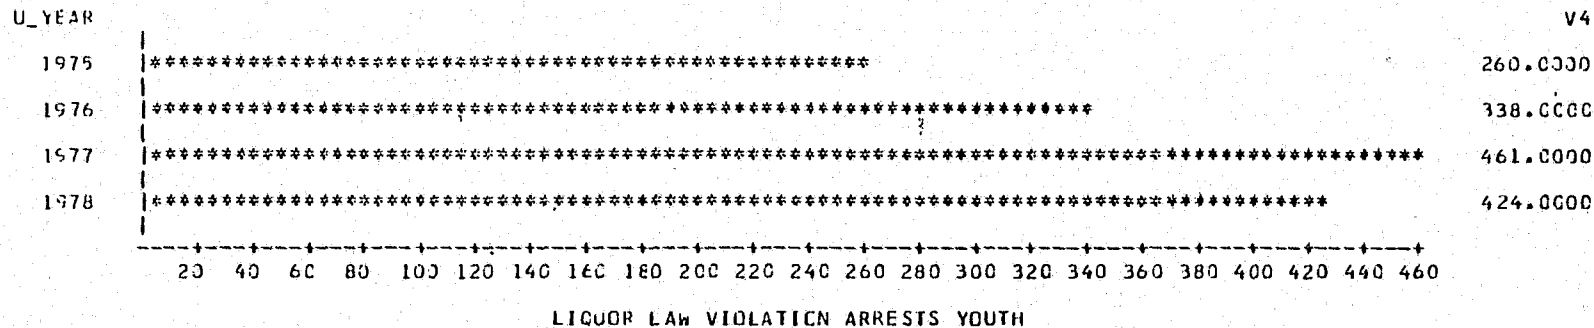 U_YEAR V4
1975 |*************************************************** 260.0000
1976 |******************************************************************* 338.0000
1977 |******************************************************************************************** 461.0000
1978 |************************************************************************************* 424.0000
----+---+---+---+---+---+---+---+---+---+---+---+---+---+---+---+---+---+---+---+---+---+---+
20 40 60 80 100 120 140 160 180 200 220 240 260 280 300 320 340 360 380 400 420 440 460
LIQUOR LAW VIOLATION ARRESTS YOUTH